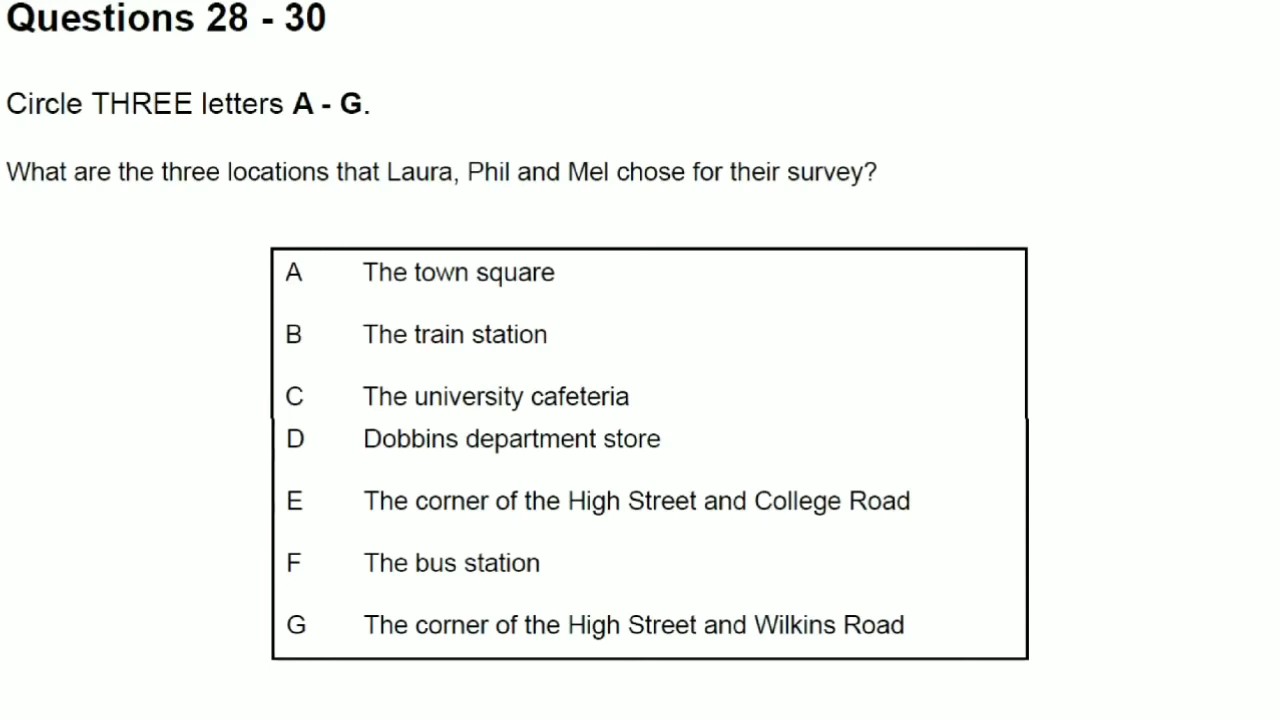 Questions 28 - 30
Circle THREE letters A - G.
What are the three locations that Laura, Phil and Mel chose for their survey?
A The town square
B The train station
C The university cafeteria
D Dobbins department store
E The corner of the High Street and College Road
F The bus station
G The corner of the High Street and Wilkins Road